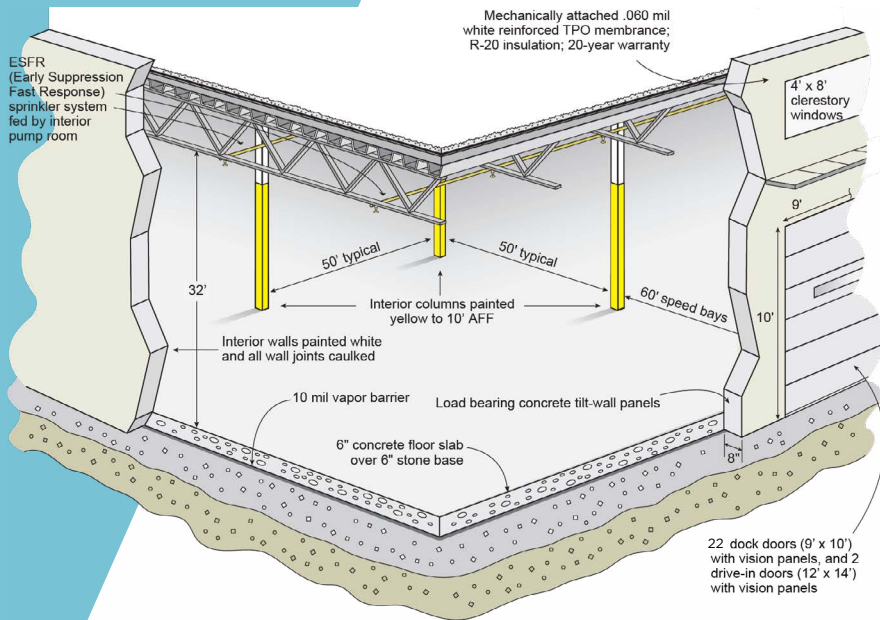 Mechanically attached .060 mil
white reinforced TPO membrance;
R-20 insulation; 20-year warranty
ESFR
(Early Suppression
Fast Response)
sprinkler system
fed by interior
pump room
4' x 8'
clerestory
windows
9'
50' typical
50' typical
32'
60' speed bays
Interior columns painted
yellow to 10' AFF
10'
Interior walls painted white
and all wall joints caulked
10 mil vapor barrier
Load bearing concrete tilt-wall panels
6" concrete floor slab
over 6" stone base
8"
22 dock doors (9' x 10')
with vision panels, and 2
drive-in doors (12' x 14')
with vision panels